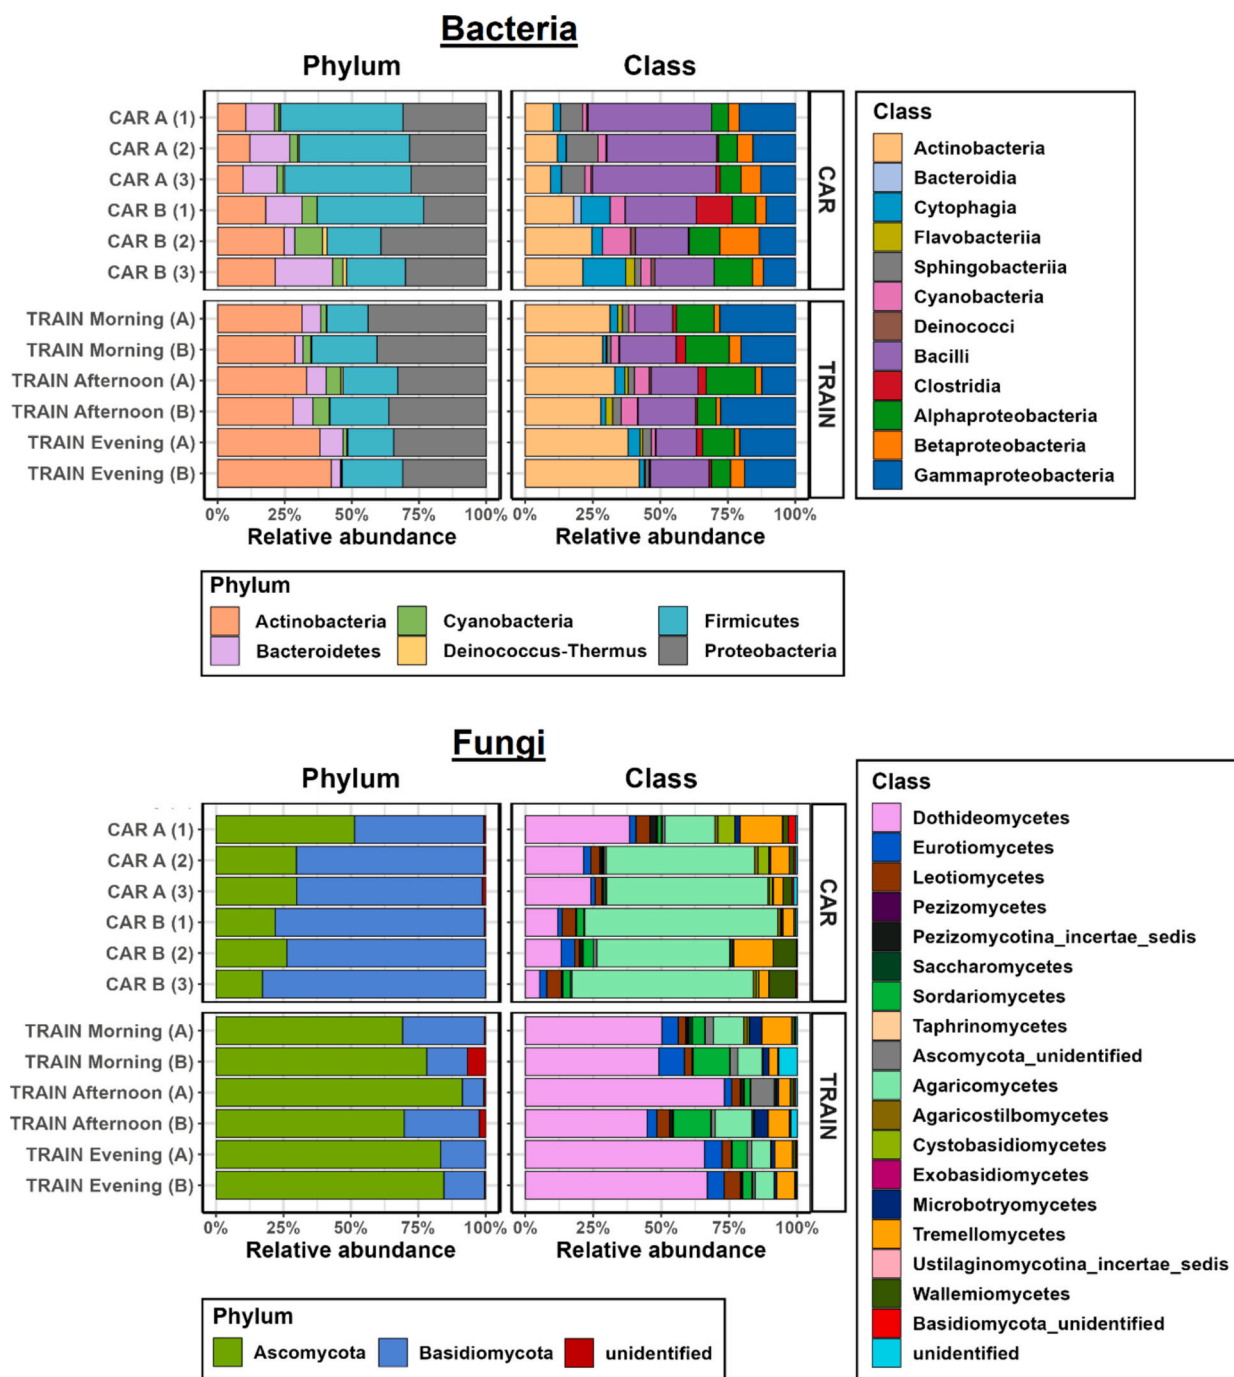 Bacteria
Phylum Class
CAR A (1)
CAR A (2)
CAR A (3)
CAR B (1)
CAR B (2)
CAR B (3)
CAR
TRAIN Morning (A)
TRAIN Morning (B)
TRAIN Afternoon (A)
TRAIN Afternoon (B)
TRAIN Evening (A)
TRAIN Evening (B)
TRAIN
0% 25% 50% 75% 100% 0% 25% 50% 75% 100%
Relative abundance Relative abundance
Class
Actinobacteria
Bacteroidia
Cytophagia
Flavobacteriia
Sphingobacteriia
Cyanobacteria
Deinococci
Bacilli
Clostridia
Alphaproteobacteria
Betaproteobacteria
Gammaproteobacteria
Phylum
Actinobacteria Cyanobacteria Firmicutes
Bacteroidetes Deinococcus-Thermus Proteobacteria
Fungi
Phylum Class
CAR A (1)
CAR A (2)
CAR A (3)
CAR B (1)
CAR B (2)
CAR B (3)
CAR
TRAIN Morning (A)
TRAIN Morning (B)
TRAIN Afternoon (A)
TRAIN Afternoon (B)
TRAIN Evening (A)
TRAIN Evening (B)
TRAIN
0% 25% 50% 75% 100% 0% 25% 50% 75% 100%
Relative abundance Relative abundance
Class
Dothideomycetes
Eurotiomycetes
Leotiomycetes
Pezizomycetes
Pezizomycotina_incertae_sedis
Saccharomycetes
Sordariomycetes
Taphrinomycetes
Ascomycota_unidentified
Agaricomycetes
Agaricostilbomycetes
Cystobasidiomycetes
Exobasidiomycetes
Microbotryomycetes
Tremellomycetes
Ustilaginomycotina_incertae_sedis
Wallemiomycetes
Basidiomycota_unidentified
unidentified
Phylum
Ascomycota Basidiomycota unidentified